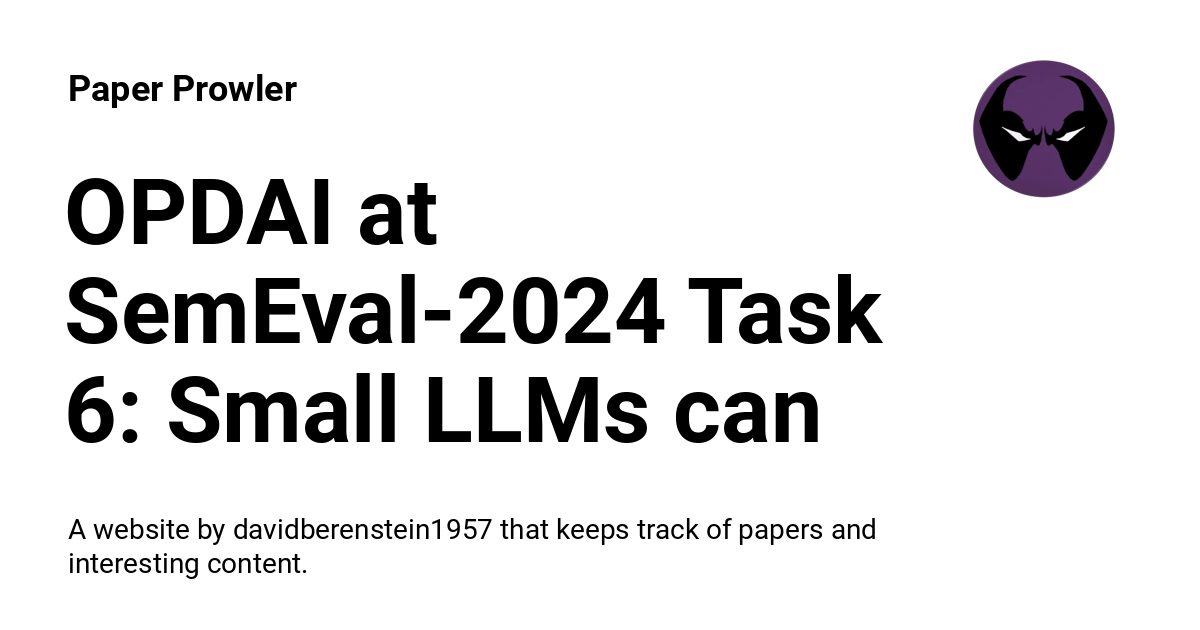 Paper Prowler
OPDAI at
SemEval-2024 Task
6: Small LLMs can
A website by davidberenstein1957 that keeps track of papers and
interesting content.